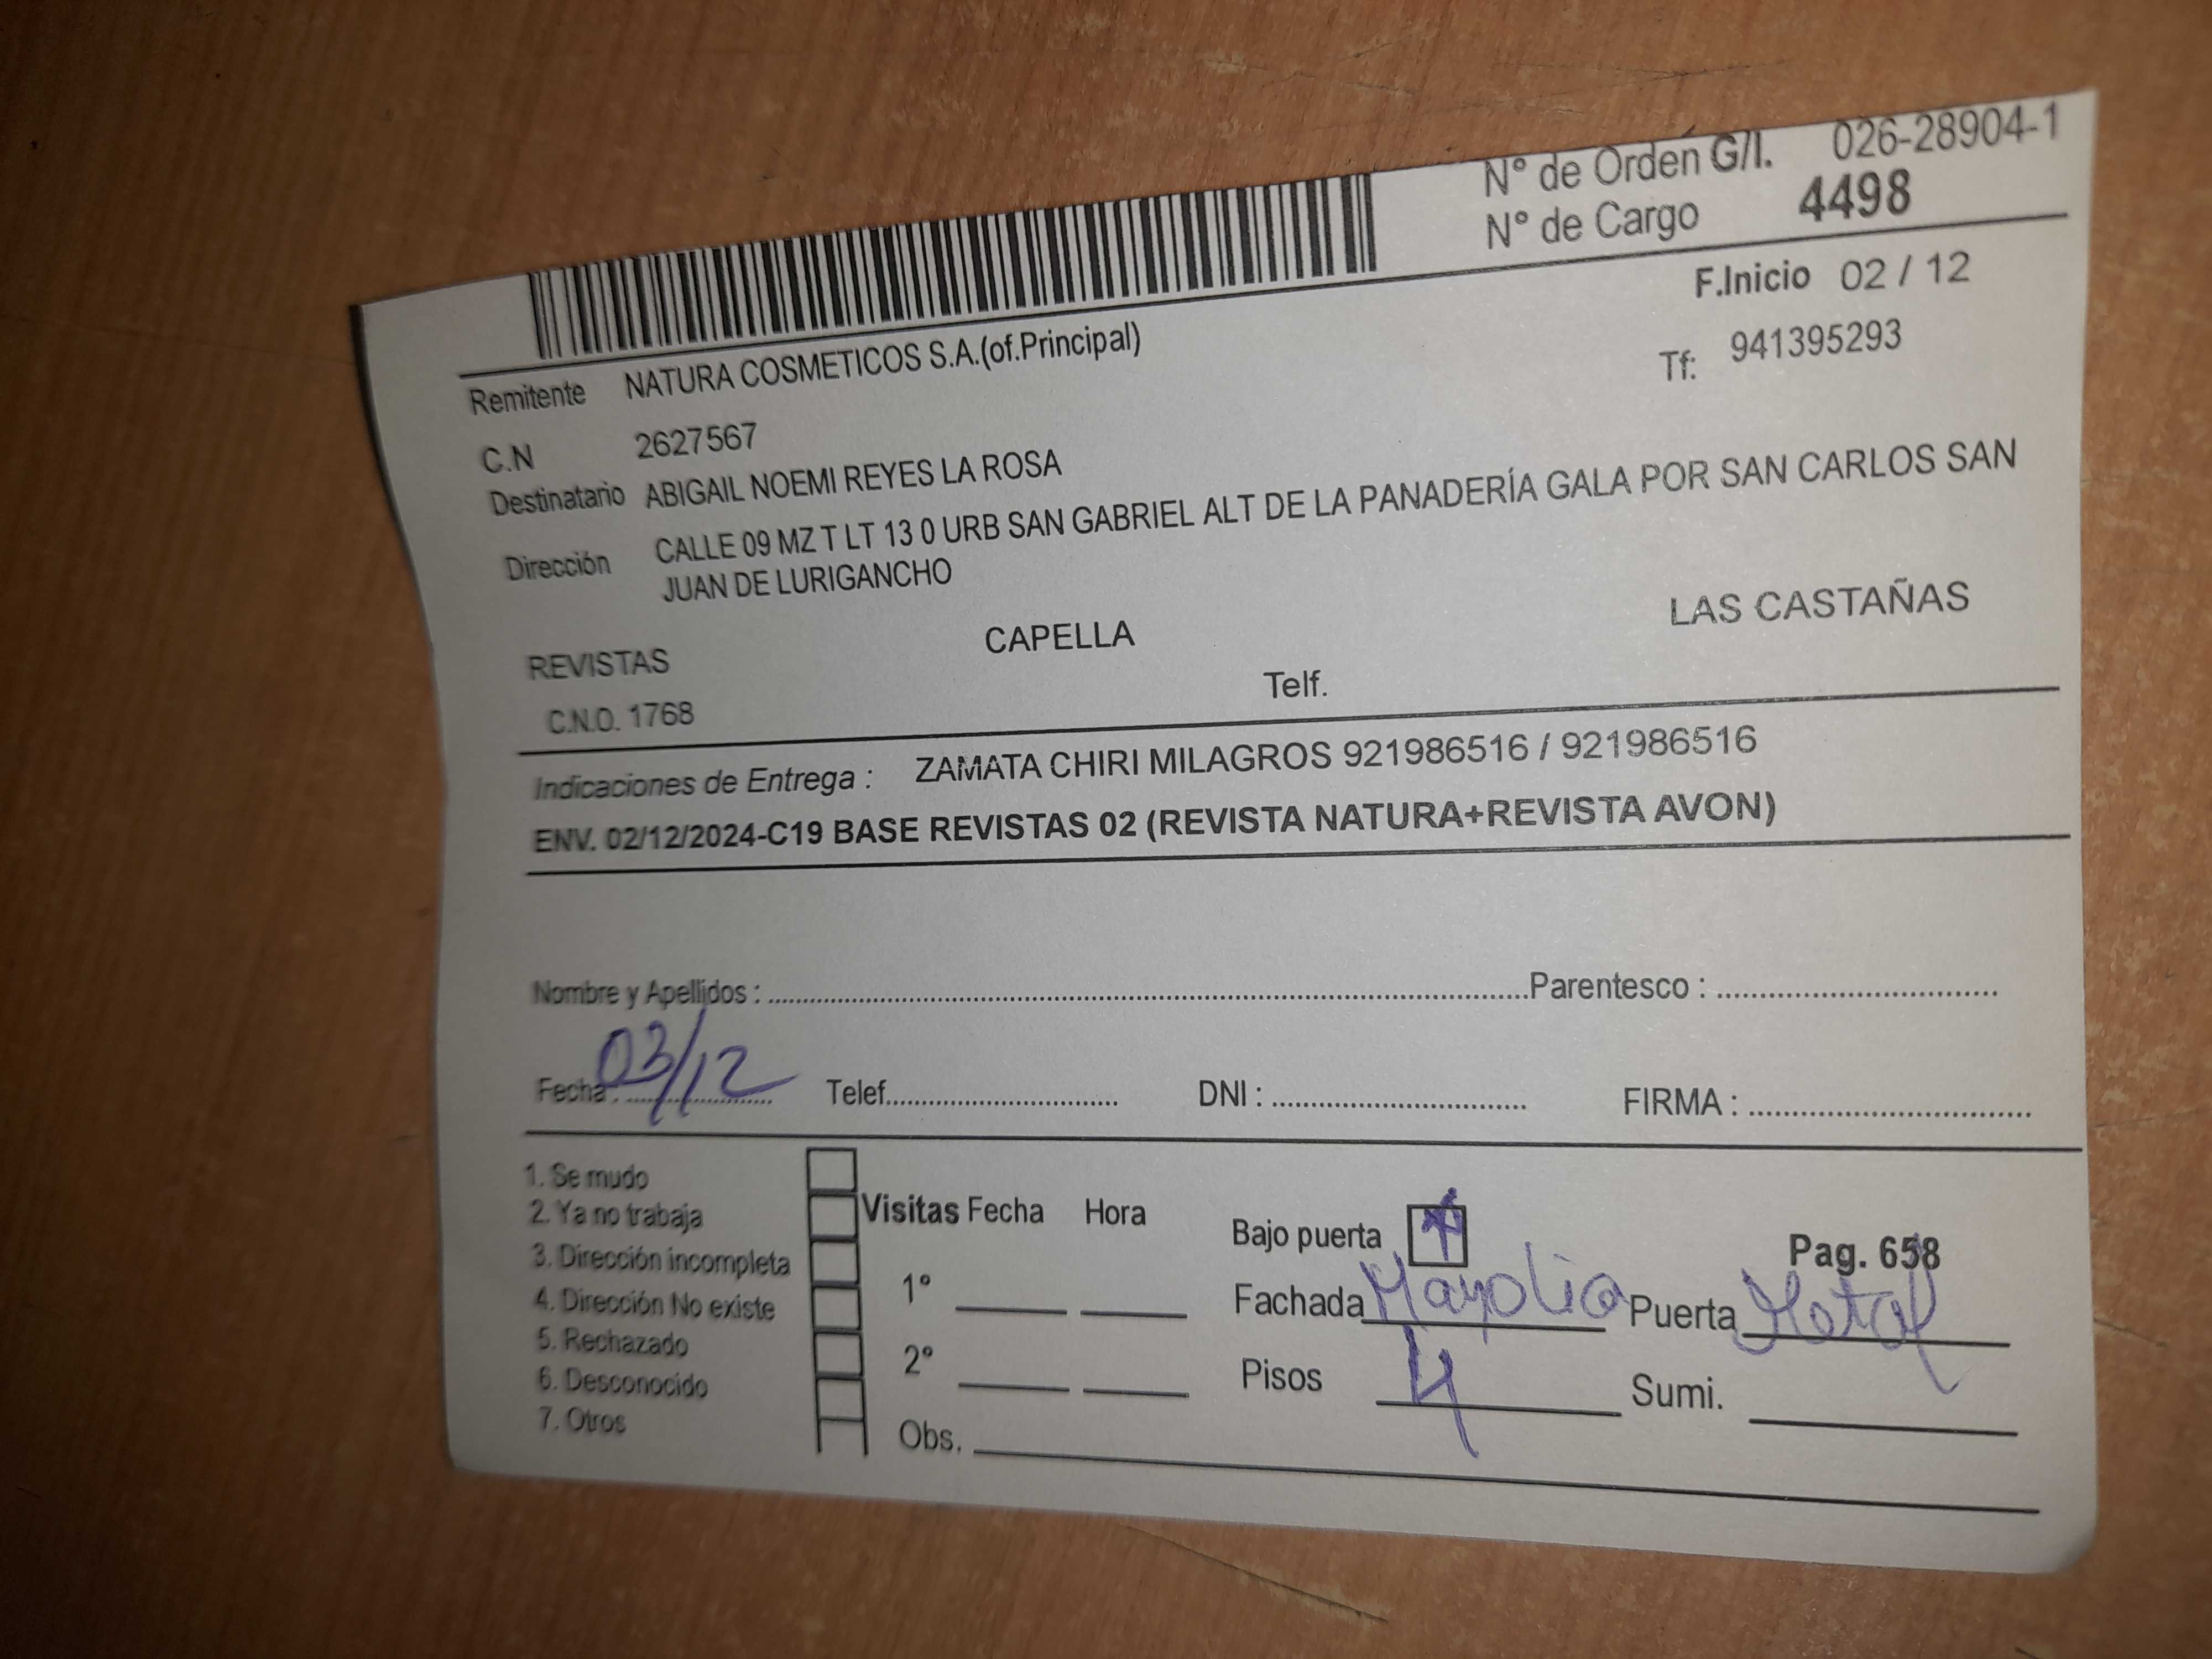 N° de Orden G/I. 026-28904-1
N° de Cargo 4498
F.Inicio 02 / 12
Remitente NATURA COSMETICOS S.A.(of.Principal) Tf: 941395293
C.N 2627567
Destinatario ABIGAIL NOEMI REYES LA ROSA
Dirección CALLE 09 MZ T LT 13 0 URB SAN GABRIEL ALT DE LA PANADERÍA GALA POR SAN CARLOS SAN
JUAN DE LURIGANCHO
REVISTAS CAPELLA LAS CASTAÑAS
C.N.O. 1768 Telf.
Indicaciones de Entrega : ZAMATA CHIRI MILAGROS 921986516 / 921986516
ENV. 02/12/2024-C19 BASE REVISTAS 02 (REVISTA NATURA+REVISTA AVON)
Nombre y Apellidos : Parentesco :
Fecha : 03/12 Telef. DNI : FIRMA :
1. Se mudo
2. Ya no trabaja Visitas Fecha Hora Bajo puerta X Pag. 658
3. Dirección incompleta
4. Dirección No existe 1° Fachada Mayolica Puerta Metal
5. Rechazado
6. Desconocido 2° Pisos 4 Sumi.
7. Otros Obs.